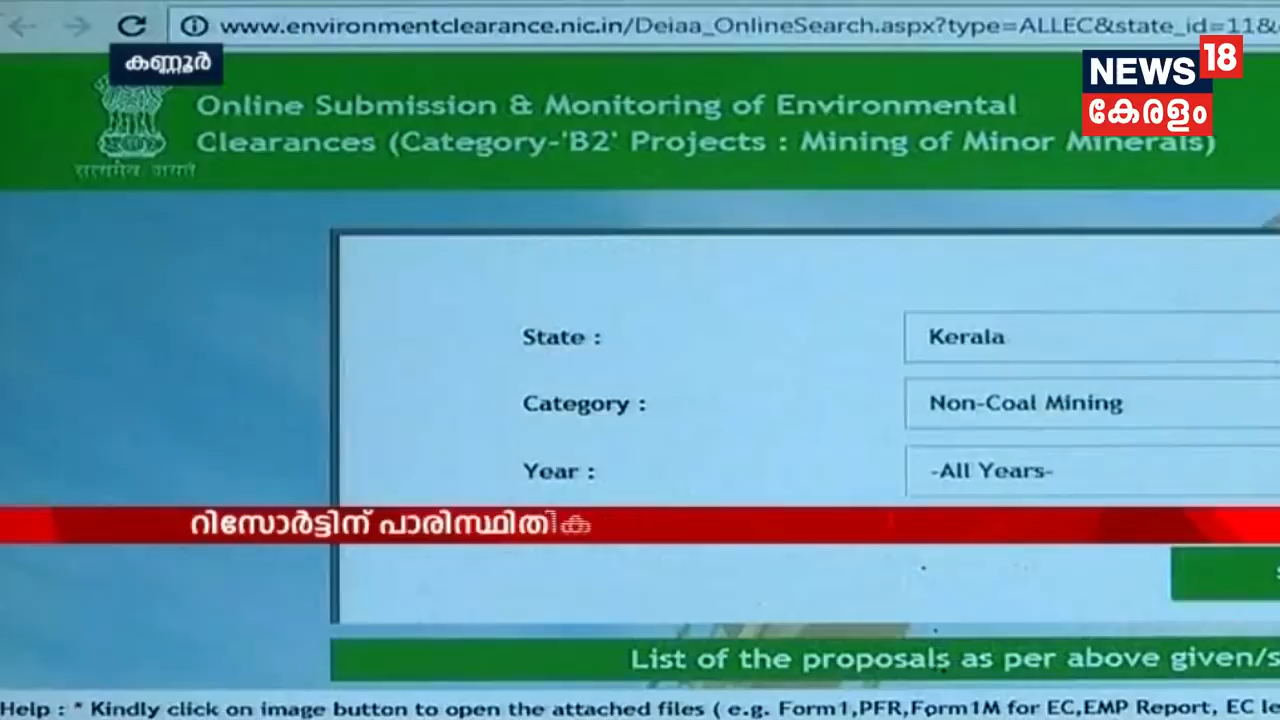 www.environmentclearance.nic.in/Deiaa_OnlineSearch.aspx?type=ALLEC&state_id=11&
കണ്ണൂർ
NEWS 18
കേരളം
Online Submission & Monitoring of Environmental
Clearances (Category-'B2' Projects : Mining of Minor Minerals)
सत्यमेव जयते
State : Kerala
Category : Non-Coal Mining
Year : -All Years-
റിസോർട്ടിന് പാരിസ്ഥിതിക
List of the proposals as per above given/s
Help : * Kindly click on image button to open the attached files ( e.g. Form1,PFR,Form1M for EC,EMP Report, EC le